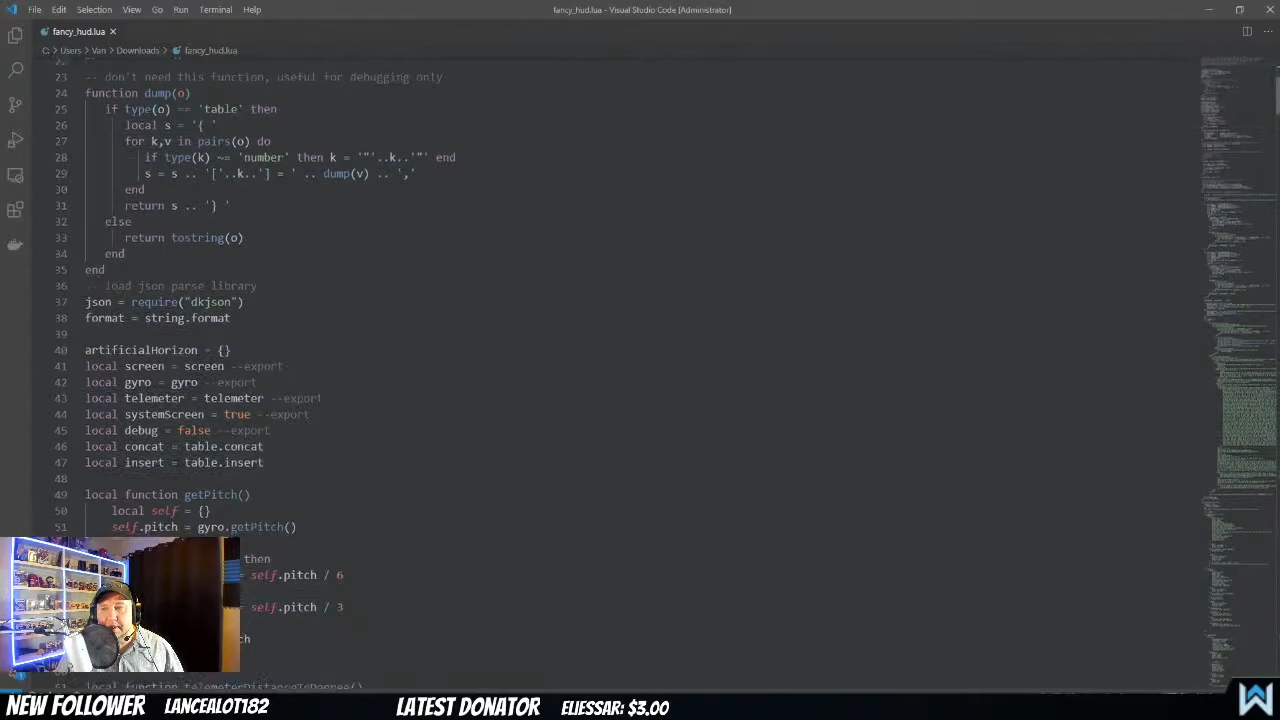 File Edit Selection View Go Run Terminal Help
fancy_hud.lua - Visual Studio Code [Administrator]
fancy_hud.lua
C: > Users > Van > Downloads > fancy_hud.lua
23 -- don't need this function, useful for debugging only
24 function dump(o)
25 if type(o) == 'table' then
26 local s = '{ '
27 for k,v in pairs(o) do
28 if type(k) ~= 'number' then k = '"'..k..'"' end
29 s = s .. '['..k..'] = ' .. dump(v) .. ','
30 end
31 return s .. '} '
32 else
33 return tostring(o)
34 end
35 end
36 -- load json parse library
37 json = require("dkjson")
38 format = string.format
39
40 artificialHorizon = {}
41 local screen = screen --export
42 local gyro = gyro --export
43 local telemeter = telemeter --export
44 local systemScreen = true --export
45 local debug = false --export
46 local concat = table.concat
47 local insert = table.insert
48
49 local function getPitch()
50 local self = {}
51 self.pitch = gyro.getPitch()
then
= self.pitch / 6
= self.pitch / 3
local function telemeterDistanceToDegree()
NEW FOLLOWER LANCEALOT182
LATEST DONATOR ELIESSAR: $3.00